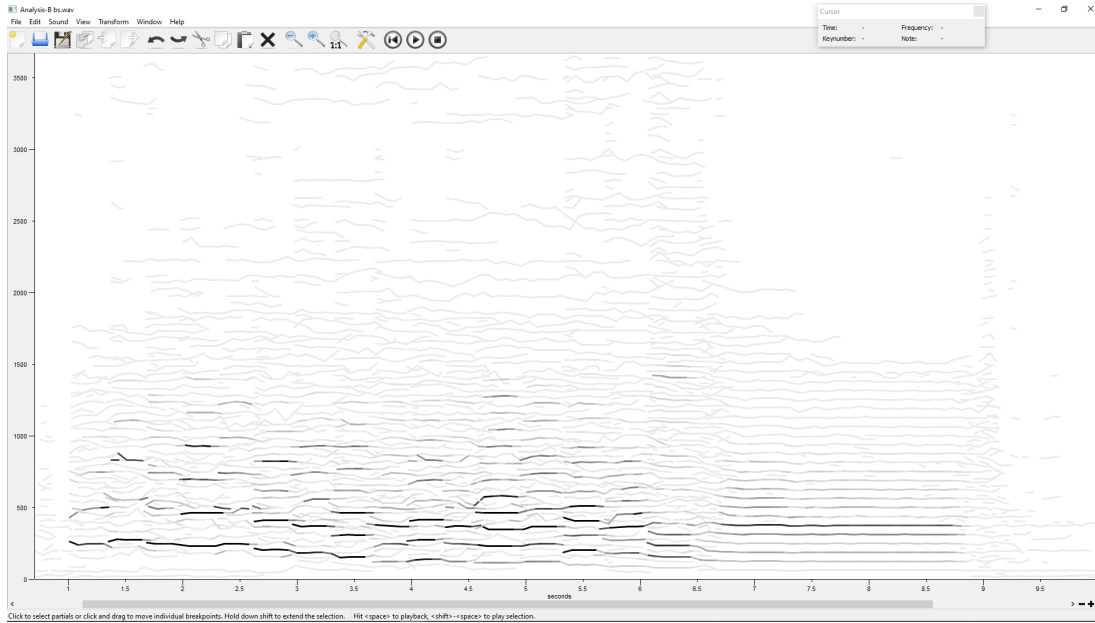 Analysis-B bs.wav
File Edit Sound View Transform Window Help
1:1
Cursor
Time: - Frequency: -
Keynumber: - Note: -
3500
3000
2500
2000
1500
1000
500
0
1 1.5 2 2.5 3 3.5 4 4.5 5 5.5 6 6.5 7 7.5 8 8.5 9 9.5
seconds
Click to select partials or click and drag to move individual breakpoints. Hold down shift to extend the selection. Hit <space> to playback, <shift>-<space> to play selection.